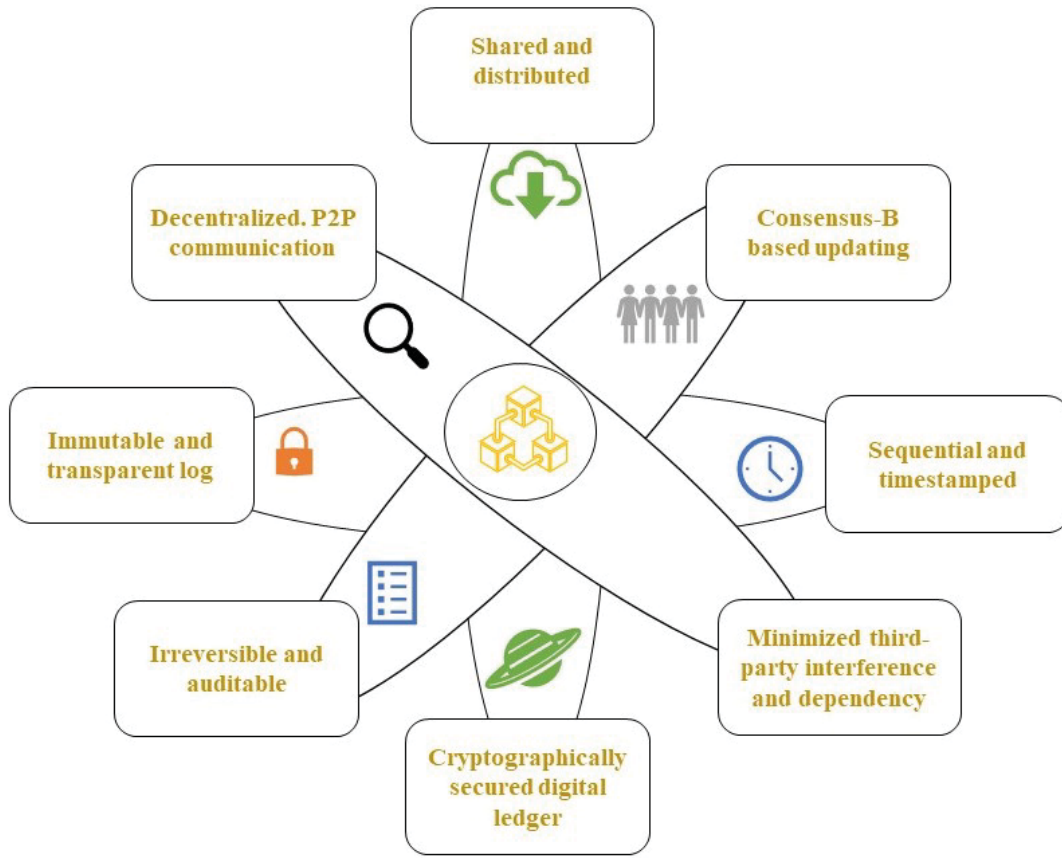 Shared and
distributed
Decentralized. P2P
communication
Consensus-B
based updating
Immutable and
transparent log
Sequential and
timestamped
Irreversible and
auditable
Minimized third-
party interference
and dependency
Cryptographically
secured digital
ledger